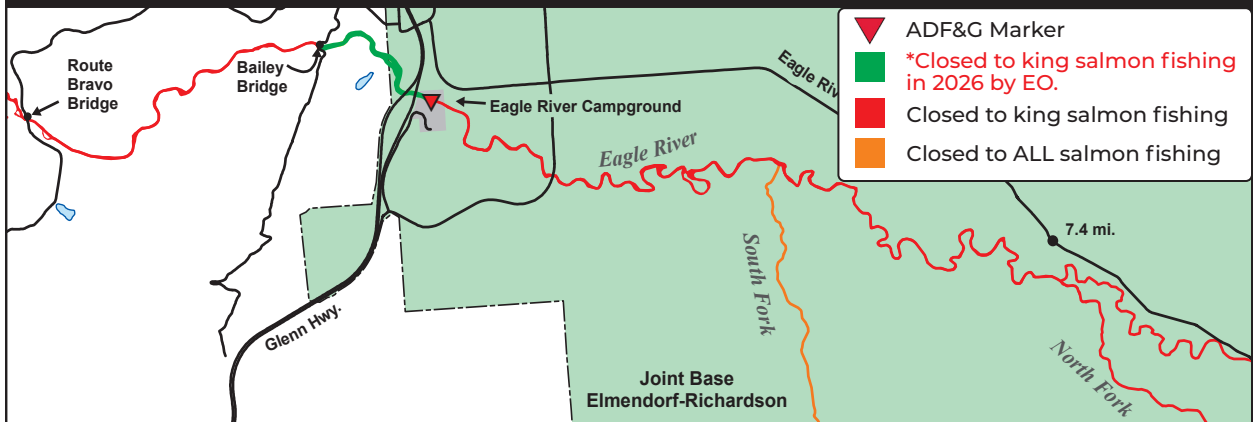 ADF&G Marker
*Closed to king salmon fishing
in 2026 by EO.
Closed to king salmon fishing
Closed to ALL salmon fishing
Route
Bravo
Bridge
Bailey
Bridge
Eagle River Campground
Eagle River
Eagle Riv
7.4 mi.
South Fork
Glenn Hwy.
Joint Base
Elmendorf-Richardson
North Fork